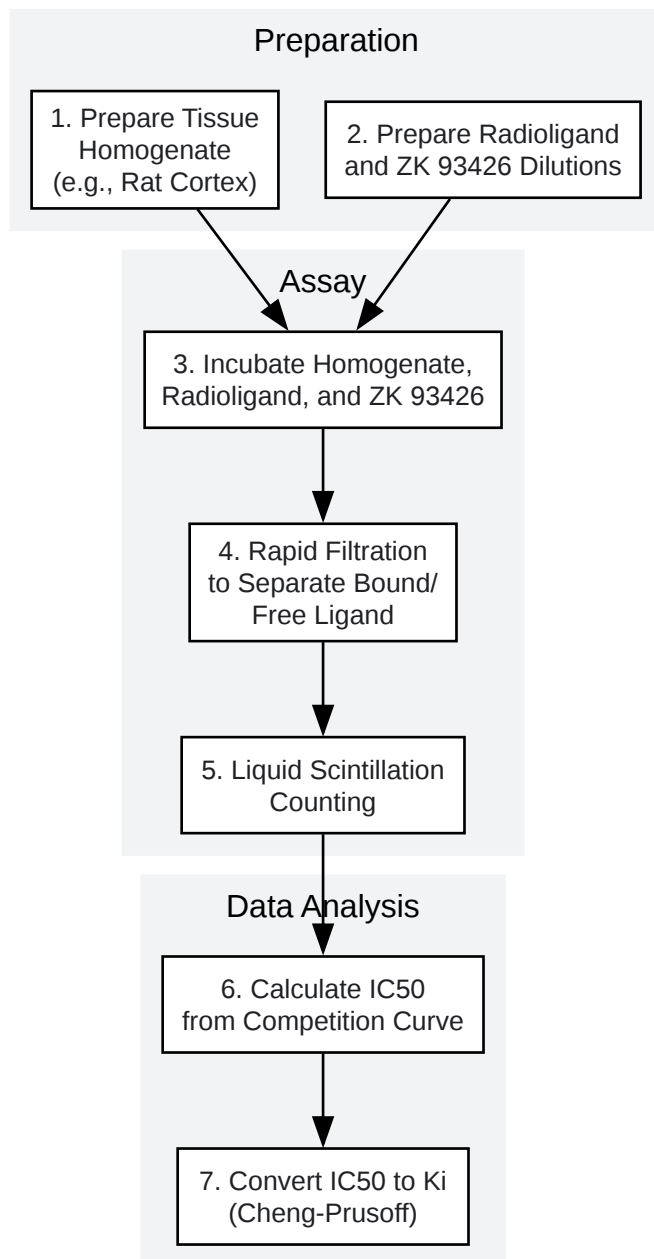 Preparation
1. Prepare Tissue
Homogenate
(e.g., Rat Cortex)
2. Prepare Radioligand
and ZK 93426 Dilutions
Assay
3. Incubate Homogenate,
Radioligand, and ZK 93426
4. Rapid Filtration
to Separate Bound/
Free Ligand
5. Liquid Scintillation
Counting
Data Analysis
6. Calculate IC50
from Competition Curve
7. Convert IC50 to Ki
(Cheng-Prusoff)